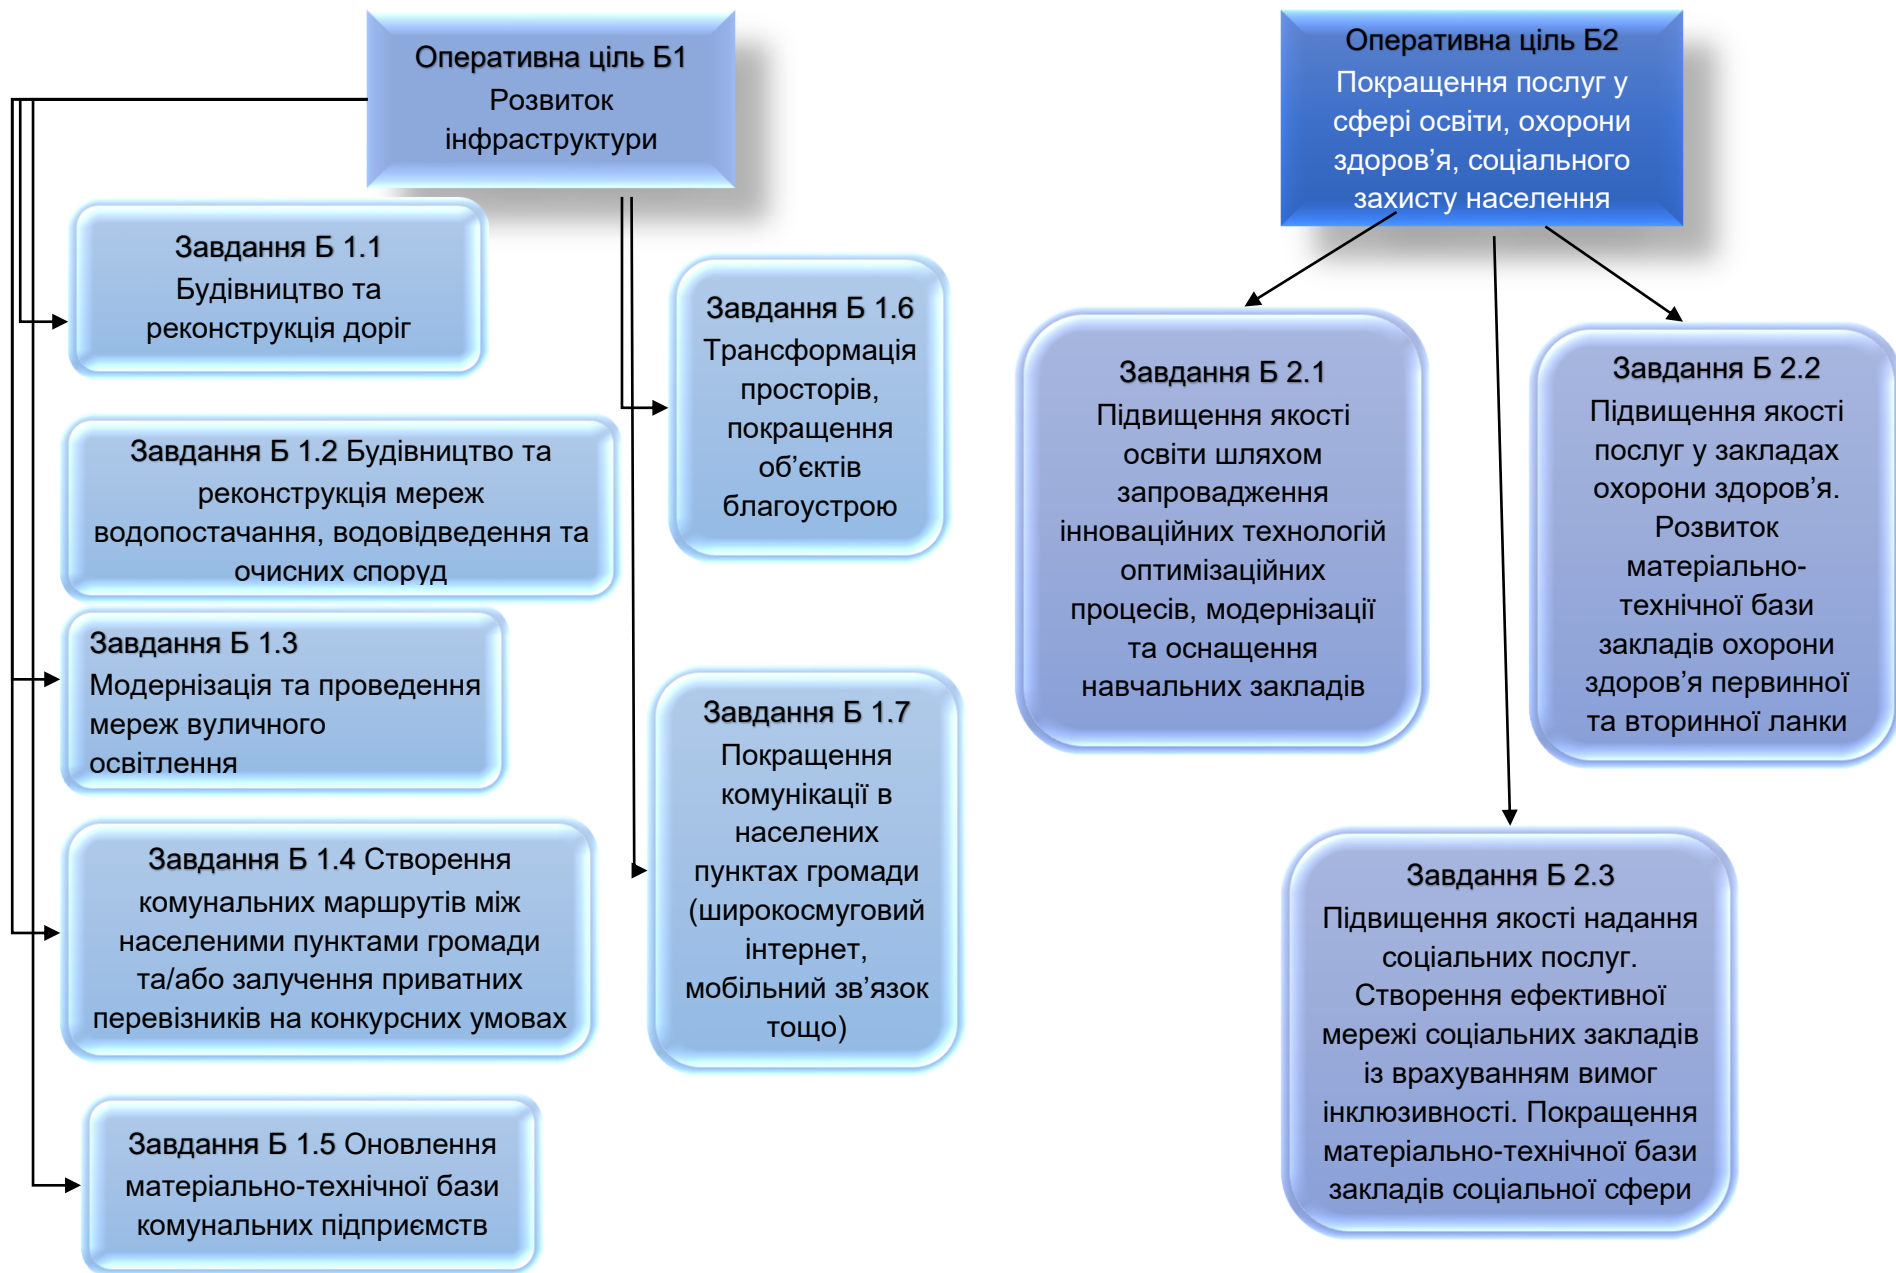 Оперативна ціль Б1
Розвиток
інфраструктури
Завдання Б 1.1
Будівництво та
реконструкція доріг
Завдання Б 1.2 Будівництво та
реконструкція мереж
водопостачання, водовідведення та
очисних споруд
Завдання Б 1.3
Модернізація та проведення
мереж вуличного
освітлення
Завдання Б 1.4 Створення
комунальних маршрутів між
населеними пунктами громади
та/або залучення приватних
перевізників на конкурсних умовах
Завдання Б 1.5 Оновлення
матеріально-технічної бази
комунальних підприємств
Завдання Б 1.6
Трансформація
просторів,
покращення
об’єктів
благоустрою
Завдання Б 1.7
Покращення
комунікації в
населених
пунктах громади
(широкосмуговий
інтернет,
мобільний зв’язок
тощо)
Оперативна ціль Б2
Покращення послуг у
сфері освіти, охорони
здоров’я, соціального
захисту населення
Завдання Б 2.1
Підвищення якості
освіти шляхом
запровадження
інноваційних технологій
оптимізаційних
процесів, модернізації
та оснащення
навчальних закладів
Завдання Б 2.2
Підвищення якості
послуг у закладах
охорони здоров’я.
Розвиток
матеріально-
технічної бази
закладів охорони
здоров’я первинної
та вторинної ланки
Завдання Б 2.3
Підвищення якості надання
соціальних послуг.
Створення ефективної
мережі соціальних закладів
із врахуванням вимог
інклюзивності. Покращення
матеріально-технічної бази
закладів соціальної сфери